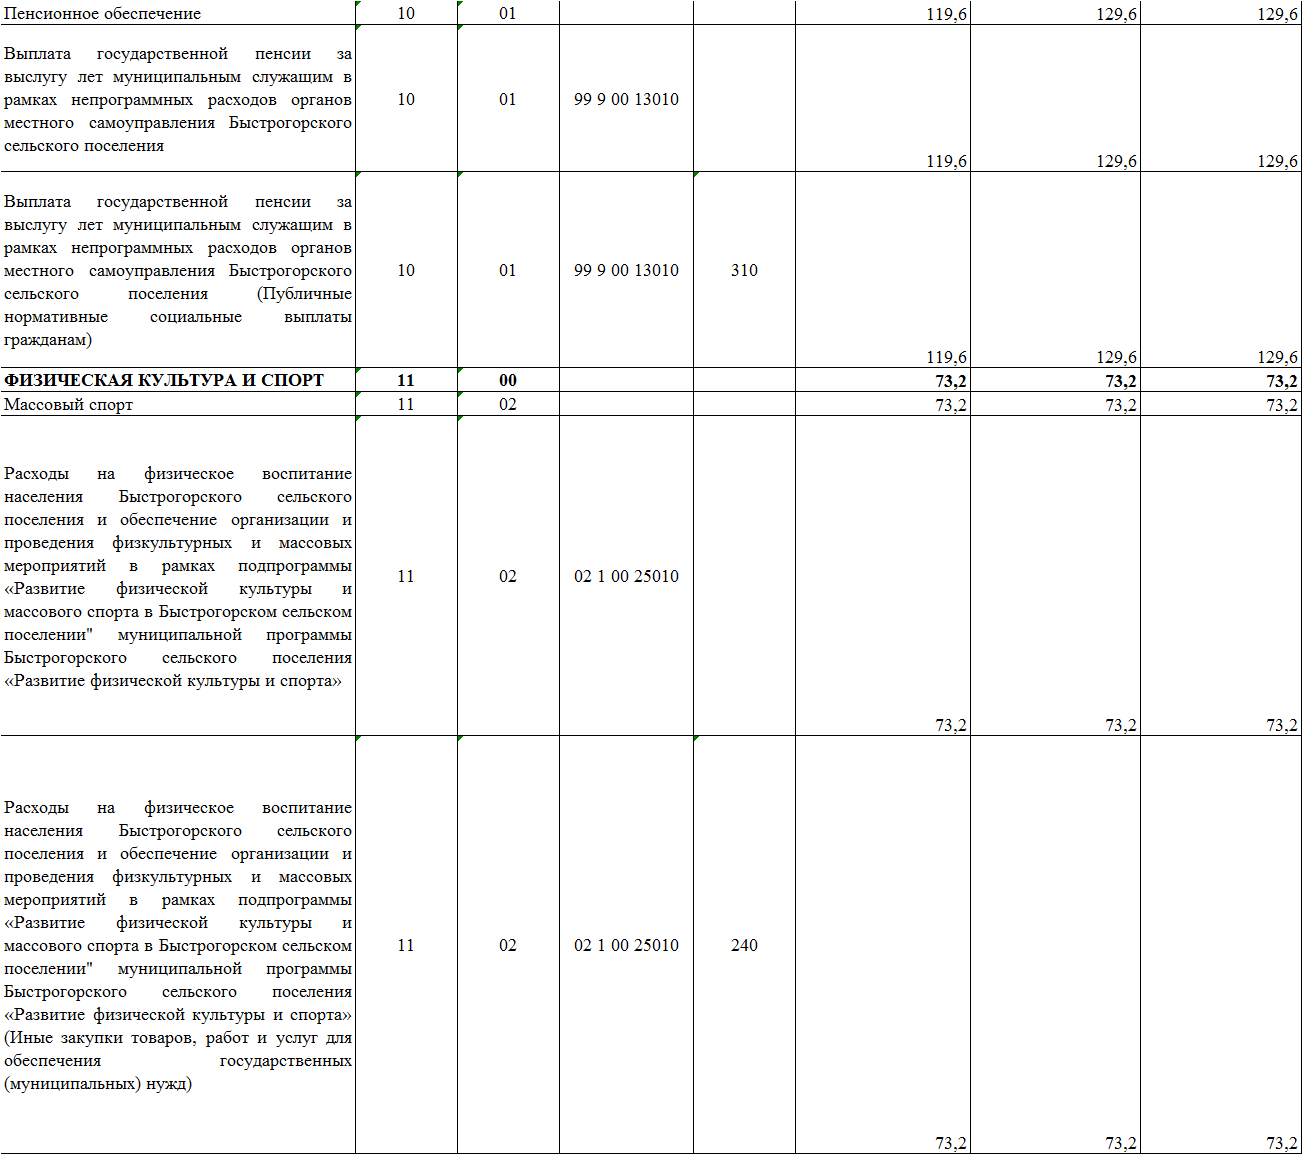 Пенсионное обеспечение 10 01 119,6 129,6 129,6
Выплата государственной пенсии за
выслугу лет муниципальным служащим в
рамках непрограммных расходов органов
местного самоуправления Быстрогорского
сельского поселения
10 01 99 9 00 13010
119,6 129,6 129,6
Выплата государственной пенсии за
выслугу лет муниципальным служащим в
рамках непрограммных расходов органов
местного самоуправления Быстрогорского
сельского поселения (Публичные
нормативные социальные выплаты
гражданам)
10 01 99 9 00 13010 310
119,6 129,6 129,6
ФИЗИЧЕСКАЯ КУЛЬТУРА И СПОРТ 11 00 73,2 73,2 73,2
Массовый спорт 11 02 73,2 73,2 73,2
Расходы на физическое воспитание
населения Быстрогорского сельского
поселения и обеспечение организации и
проведения физкультурных и массовых
мероприятий в рамках подпрограммы
«Развитие физической культуры и
массового спорта в Быстрогорском сельском
поселении" муниципальной программы
Быстрогорского сельского поселения
«Развитие физической культуры и спорта»
11 02 02 1 00 25010
73,2 73,2 73,2
Расходы на физическое воспитание
населения Быстрогорского сельского
поселения и обеспечение организации и
проведения физкультурных и массовых
мероприятий в рамках подпрограммы
«Развитие физической культуры и
массового спорта в Быстрогорском сельском
поселении" муниципальной программы
Быстрогорского сельского поселения
«Развитие физической культуры и спорта»
(Иные закупки товаров, работ и услуг для
обеспечения государственных
(муниципальных) нужд)
11 02 02 1 00 25010 240
73,2 73,2 73,2